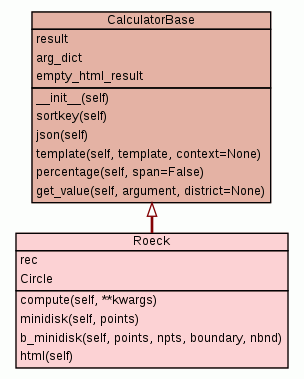 CalculatorBase
result
arg_dict
empty_html_result
__init__(self)
sortkey(self)
json(self)
template(self, template, context=None)
percentage(self, span=False)
get_value(self, argument, district=None)
Roeck
rec
Circle
compute(self, **kwargs)
minidisk(self, points)
b_minidisk(self, points, npts, boundary, nbnd)
html(self)